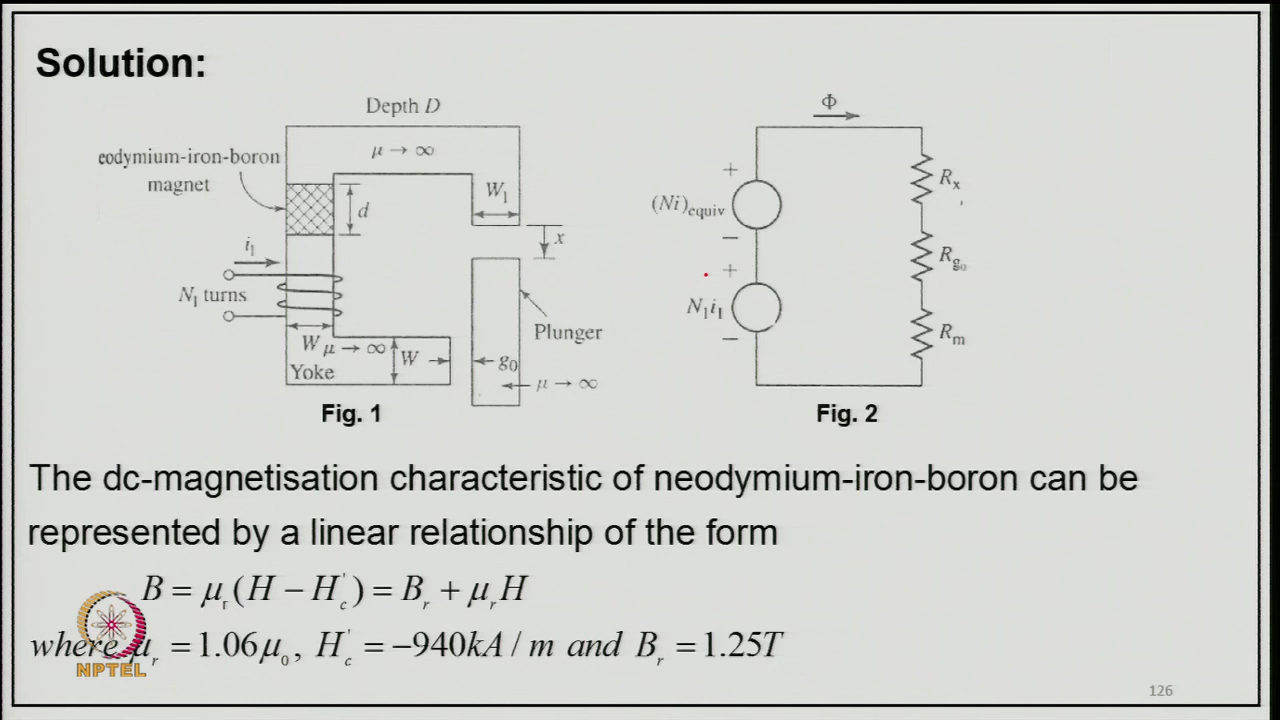 Solution:
Depth D
μ → ∞
eodymium-iron-boron
magnet
d
W₁
x
i₁
N₁ turns
W
μ → ∞
W
Yoke
g₀
Plunger
μ → ∞
Fig. 1
Φ
+
(Ni)equiv
−
+
N₁i₁
−
Rₓ
Rg₀
Rₘ
Fig. 2
The dc-magnetisation characteristic of neodymium-iron-boron can be
represented by a linear relationship of the form
B = μᵣ(H − H'c) = Bᵣ + μᵣH
where μᵣ = 1.06μ₀, H'c = −940kA / m and Bᵣ = 1.25T
NPTEL
126